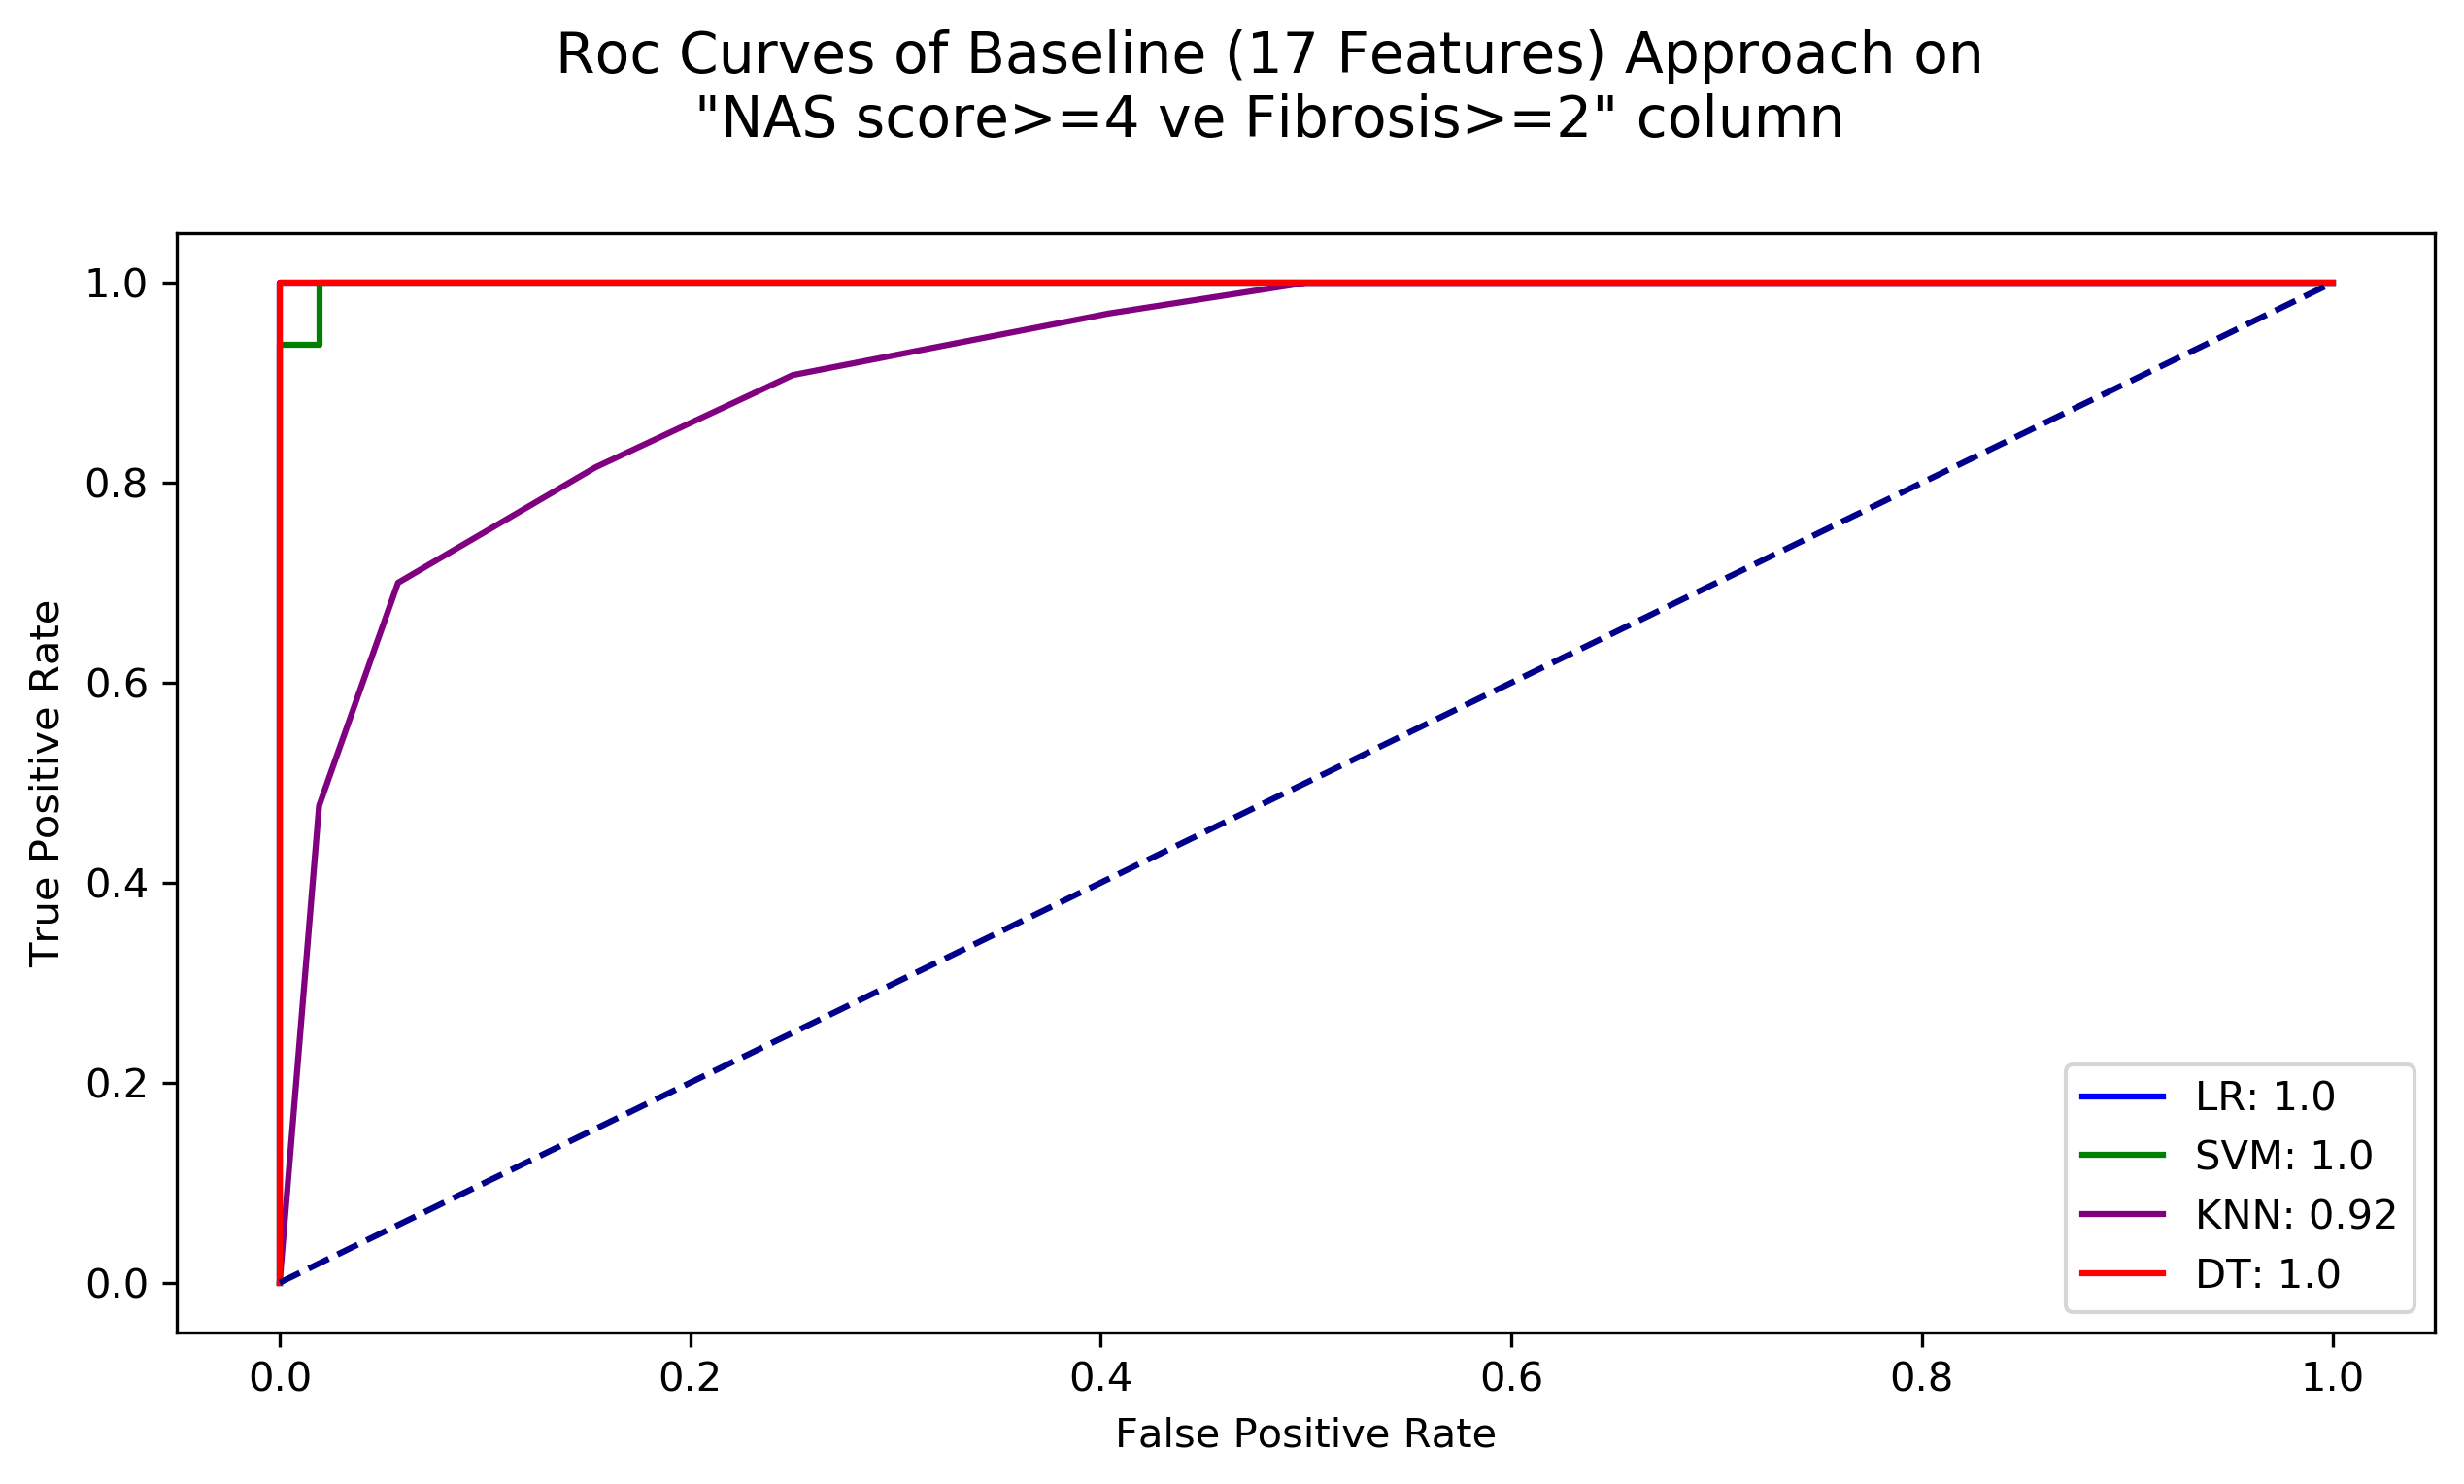 Roc Curves of Baseline (17 Features) Approach on
"NAS score>=4 ve Fibrosis>=2" column
1.0
0.8
0.6
0.4
0.2
0.0
True Positive Rate
LR: 1.0
SVM: 1.0
KNN: 0.92
DT: 1.0
0.0
0.2
0.4
0.6
0.8
1.0
False Positive Rate